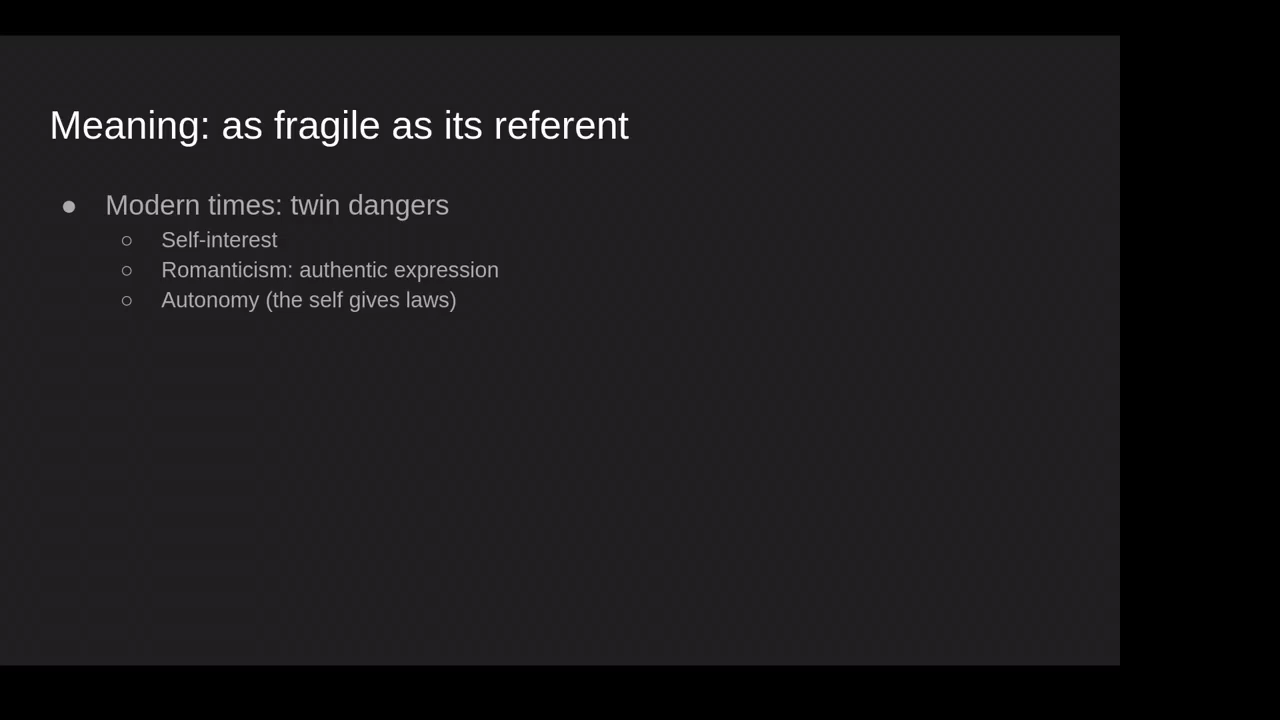 Meaning: as fragile as its referent
● Modern times: twin dangers
○ Self-interest
○ Romanticism: authentic expression
○ Autonomy (the self gives laws)